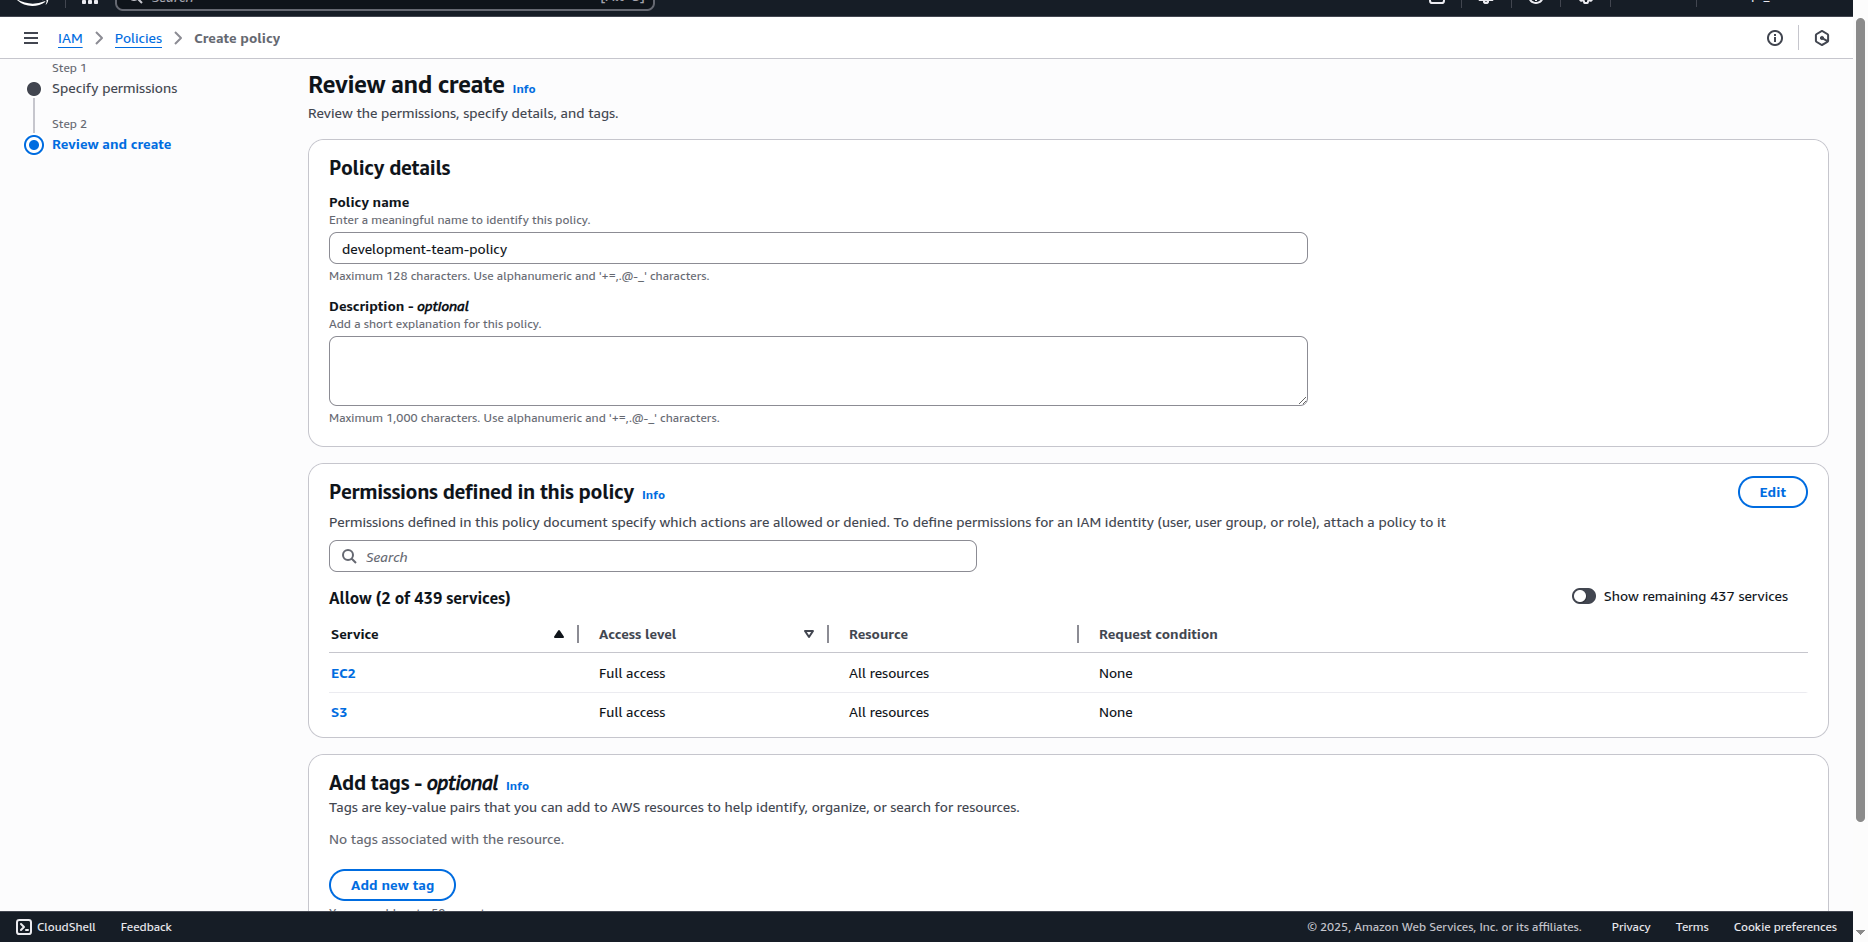 IAM > Policies > Create policy
Step 1
Specify permissions
Step 2
Review and create
Review and create Info
Review the permissions, specify details, and tags.
Policy details
Policy name
Enter a meaningful name to identify this policy.
development-team-policy
Maximum 128 characters. Use alphanumeric and '+=,.@-_' characters.
Description - optional
Add a short explanation for this policy.
Maximum 1,000 characters. Use alphanumeric and '+=,.@-_' characters.
Permissions defined in this policy Info
Edit
Permissions defined in this policy document specify which actions are allowed or denied. To define permissions for an IAM identity (user, user group, or role), attach a policy to it
Search
Allow (2 of 439 services)
Show remaining 437 services
Service Access level Resource Request condition
EC2 Full access All resources None
S3 Full access All resources None
Add tags - optional Info
Tags are key-value pairs that you can add to AWS resources to help identify, organize, or search for resources.
No tags associated with the resource.
Add new tag
CloudShell Feedback © 2025, Amazon Web Services, Inc. or its affiliates. Privacy Terms Cookie preferences